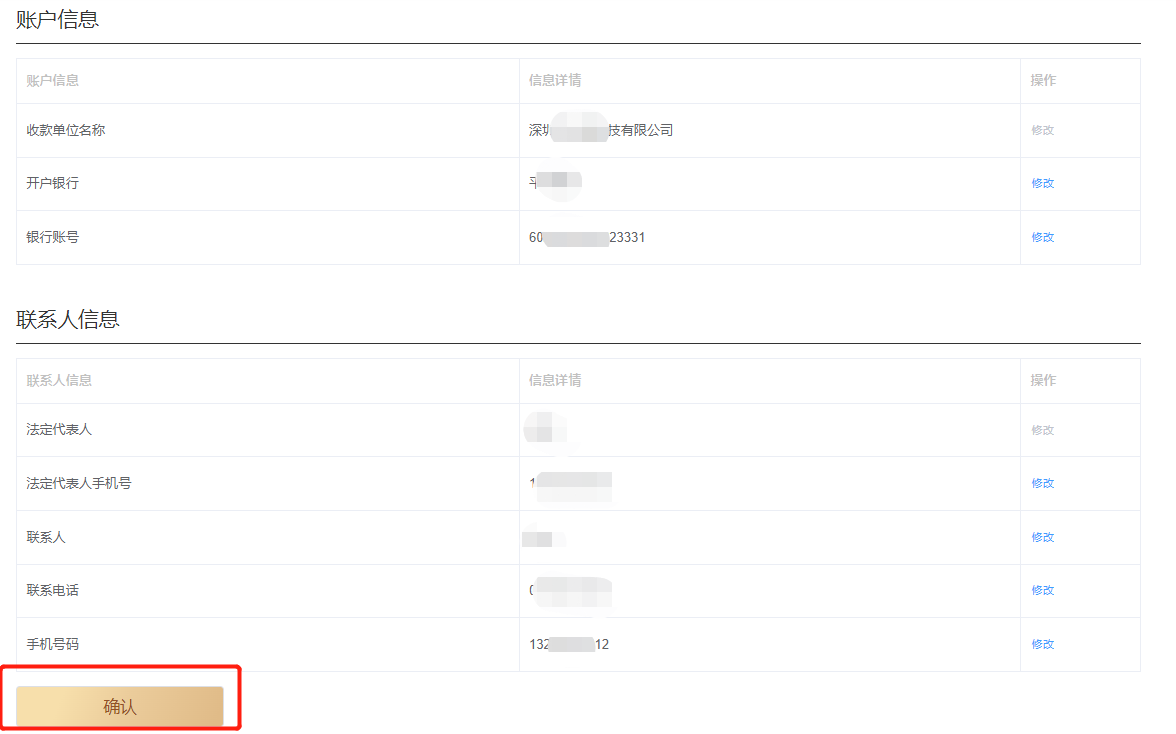 账户信息
账户信息 信息详情 操作
收款单位名称 深圳 技有限公司 修改
开户银行 修改
银行账号 60 23331 修改
联系人信息
联系人信息 信息详情 操作
法定代表人 修改
法定代表人手机号 1 修改
联系人 修改
联系电话 修改
手机号码 132 12 修改
确认